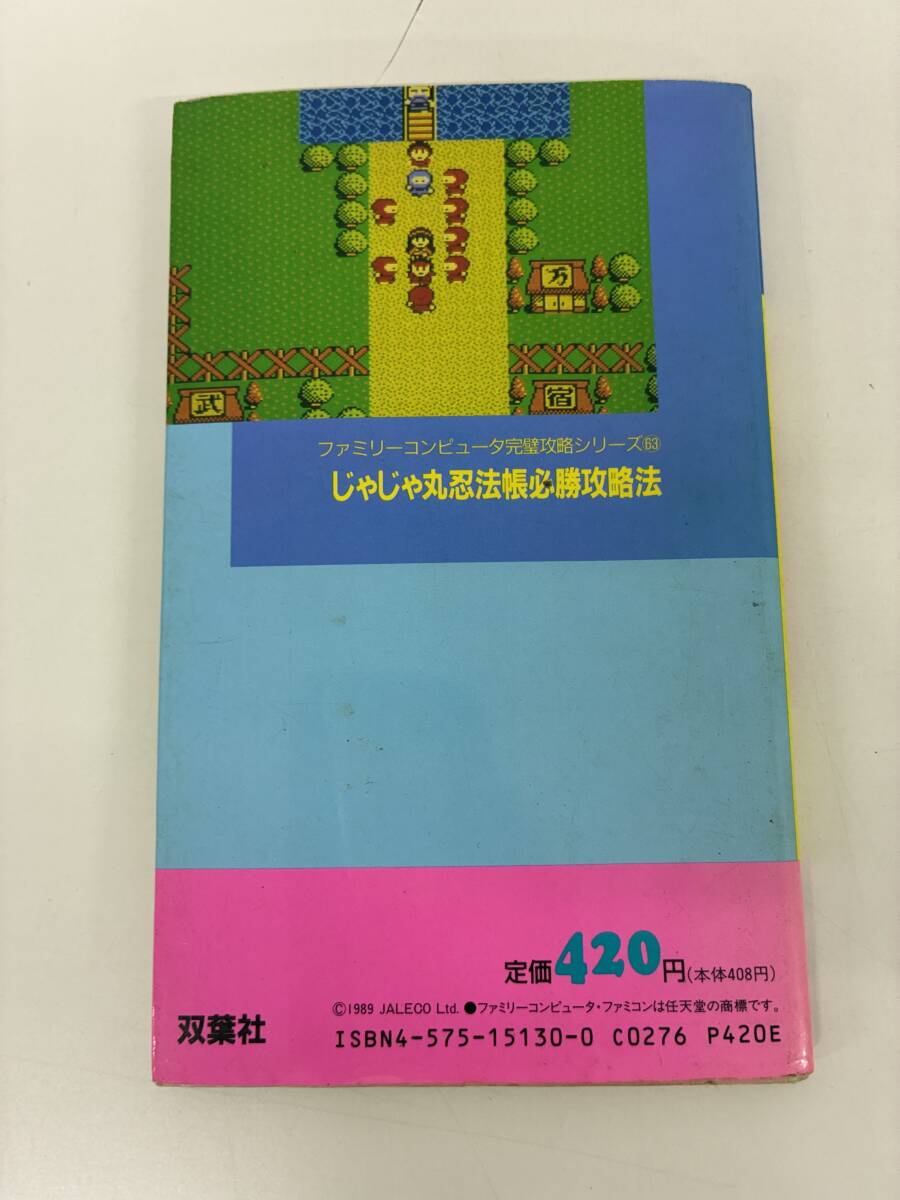 万
武
宿
ファミリーコンピュータ完璧攻略シリーズ63
じゃじゃ丸忍法帳必勝攻略法
定価420円(本体408円)
©1989 JALECO Ltd. ●ファミリーコンピュータ・ファミコンは任天堂の商標です。
双葉社
ISBN4-575-15130-0 C0276 P420E